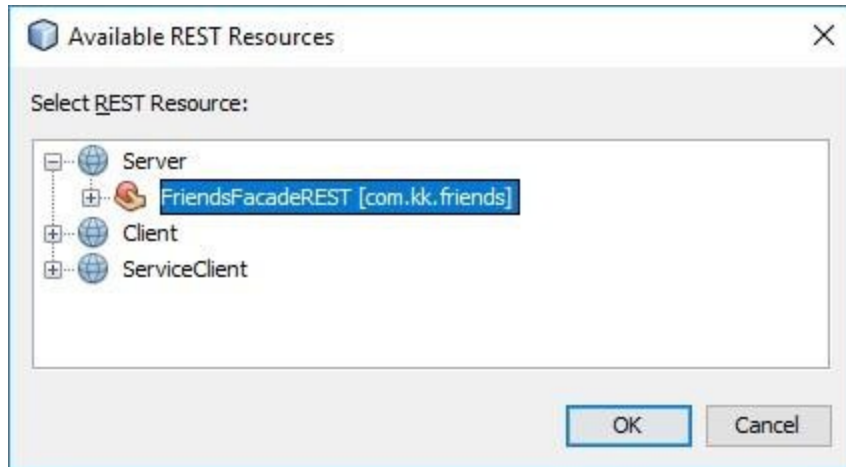 Available REST Resources
Select REST Resource:
Server
FriendsFacadeREST [com.kk.friends]
Client
ServiceClient
OK Cancel